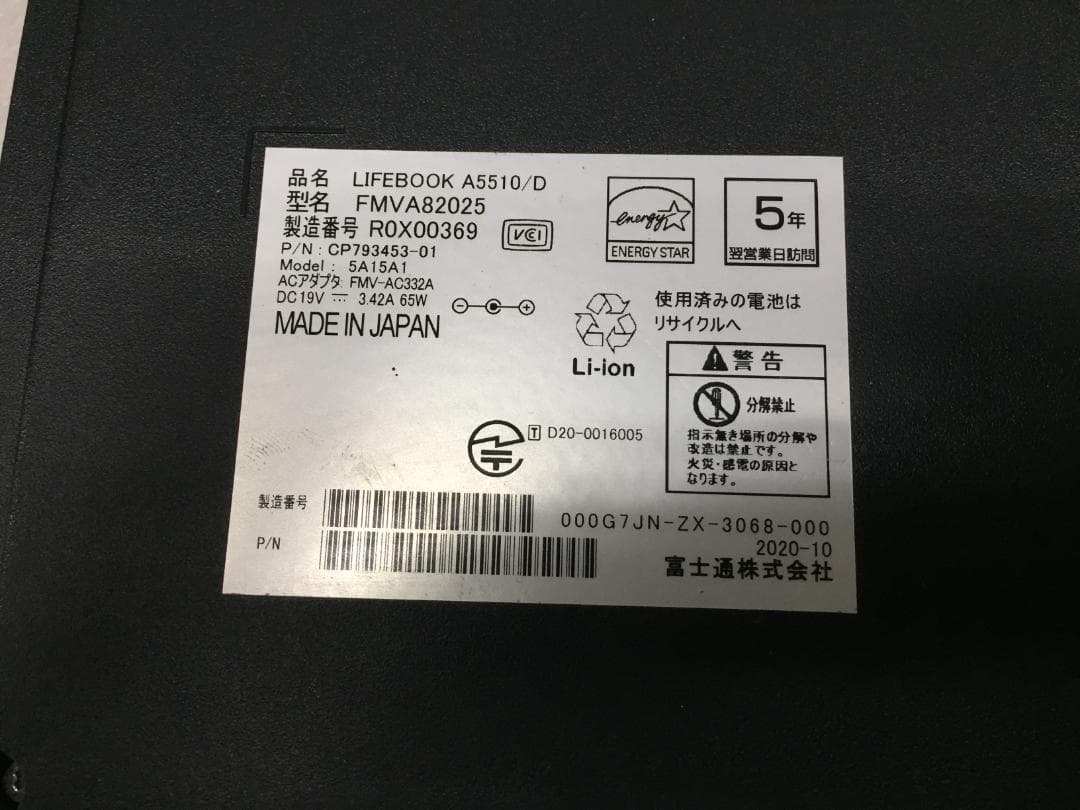 品名 LIFEBOOK A5510/D
型名 FMVA82025
製造番号 R0X00369
VCCI
P/N : CP793453-01
Model : 5A15A1
ACアダプタ FMV-AC332A
DC19V 3.42A 65W
MADE IN JAPAN
energy
ENERGY STAR
5年
翌営業日訪問
使用済みの電池は
リサイクルへ
Li-ion
警告
分解禁止
指示無き場所の分解や
改造は禁止です。
火災・感電の原因と
なります。
T D20-0016005
製造番号
000G7JN-ZX-3068-000
P/N
2020-10
富士通株式会社